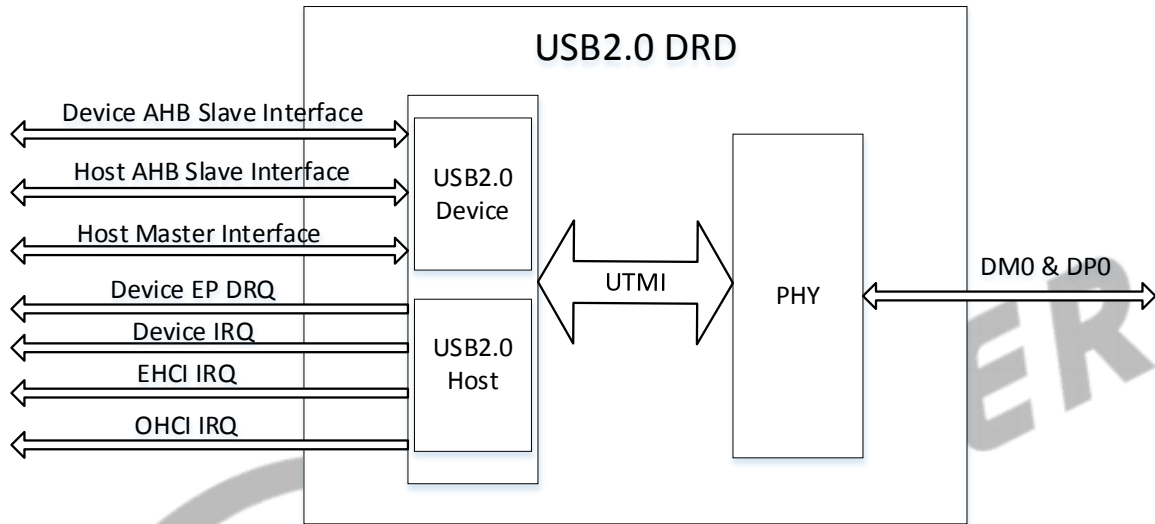 USB2.0 DRD
Device AHB Slave Interface
Host AHB Slave Interface
Host Master Interface
Device EP DRQ
Device IRQ
EHCI IRQ
OHCI IRQ
USB2.0
Device
USB2.0
Host
UTMI
PHY
DM0 & DP0